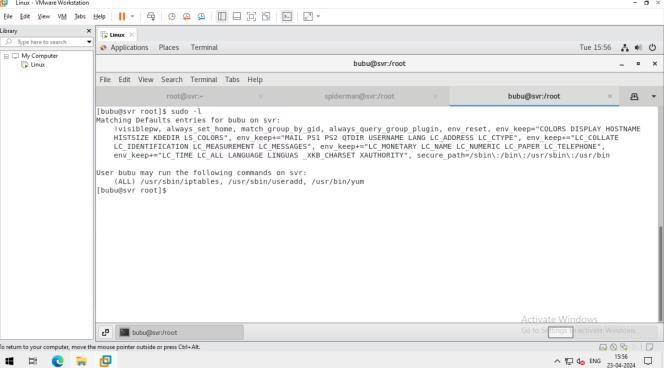 Linux - VMware Workstation
File Edit View VM Tabs Help
Library
Type here to search
My Computer
Linux
Linux
Applications Places Terminal
Tue 15:56
bubu@svr:/root
File Edit View Search Terminal Tabs Help
root@svr:~
spiderman@svr:/root
bubu@svr:/root
[bubu@svr root]$ sudo -l
Matching Defaults entries for bubu on svr:
!visiblepw, always_set_home, match_group_by_gid, always_query_group_plugin, env_reset, env_keep="COLORS DISPLAY HOSTNAME
HISTSIZE KDEDIR LS_COLORS", env_keep+="MAIL PS1 PS2 QTDIR USERNAME LANG LC_ADDRESS LC_CTYPE", env_keep+="LC_COLLATE
LC_IDENTIFICATION LC_MEASUREMENT LC_MESSAGES", env_keep+="LC_MONETARY LC_NAME LC_NUMERIC LC_PAPER LC_TELEPHONE",
env_keep+="LC_TIME LC_ALL LANGUAGE LINGUAS _XKB_CHARSET XAUTHORITY", secure_path=/sbin\:/bin\:/usr/sbin\:/usr/bin
User bubu may run the following commands on svr:
(ALL) /usr/sbin/iptables, /usr/sbin/useradd, /usr/bin/yum
[bubu@svr root]$
Activate Windows
Go to Settings to activate Windows.
bubu@svr:/root
To return to your computer, move the mouse pointer outside or press Ctrl+Alt.
ENG
15:56
23-04-2024